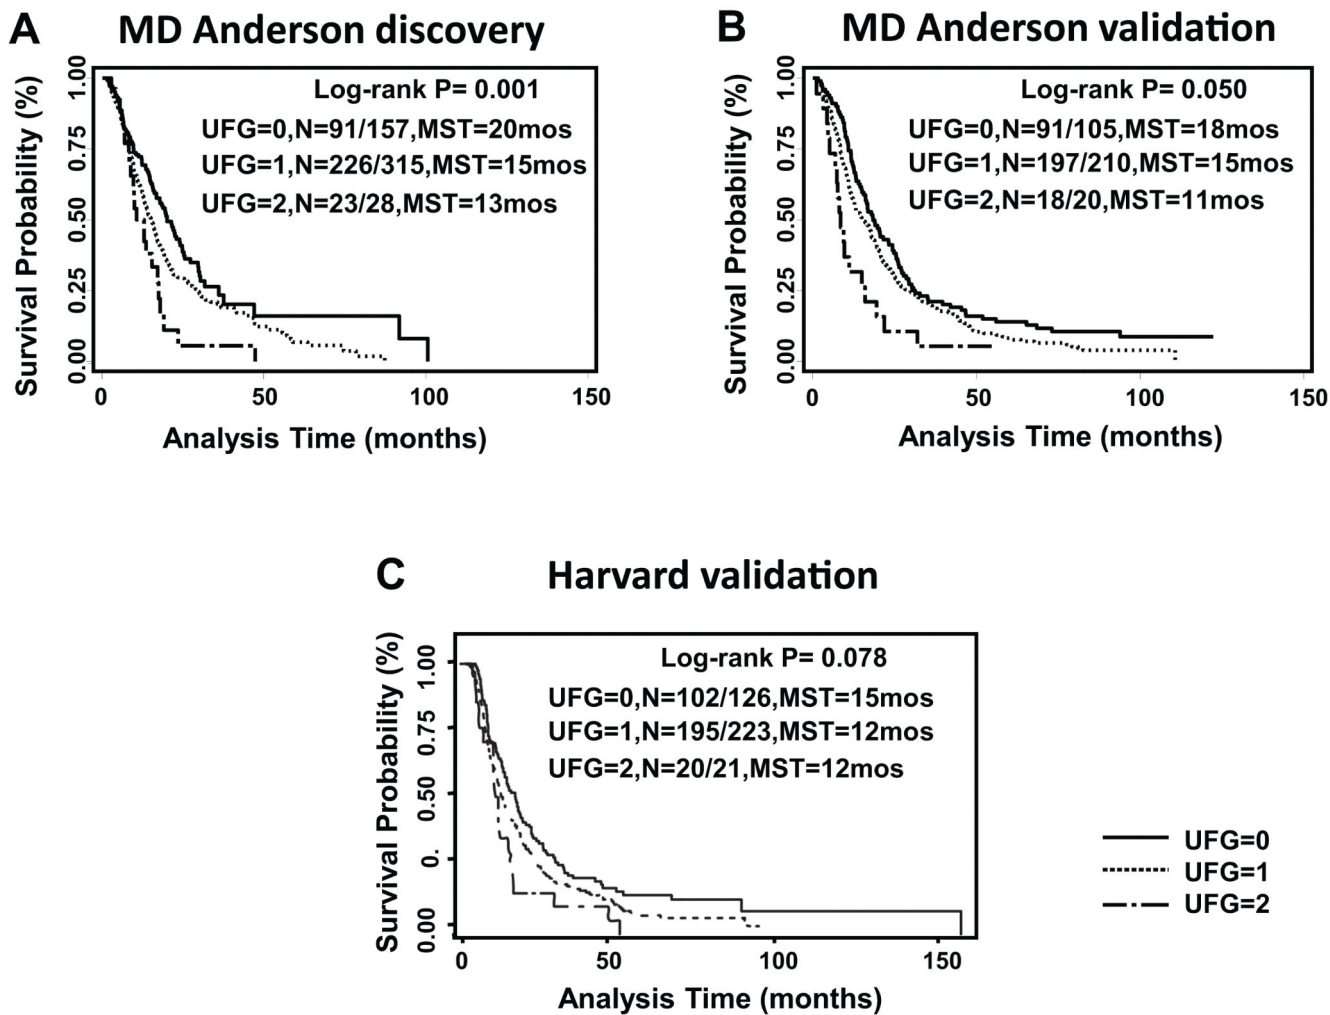 A MD Anderson discovery
Survival Probability (%)
1.00
0.75
0.50
0.25
0.00
Log-rank P= 0.001
UFG=0,N=91/157,MST=20mos
UFG=1,N=226/315,MST=15mos
UFG=2,N=23/28,MST=13mos
0 50 100 150
Analysis Time (months)
B MD Anderson validation
Survival Probability (%)
1.00
0.75
0.50
0.25
0.00
Log-rank P= 0.050
UFG=0,N=91/105,MST=18mos
UFG=1,N=197/210,MST=15mos
UFG=2,N=18/20,MST=11mos
0 50 100 150
Analysis Time (months)
C Harvard validation
Survival Probability (%)
1.00
0.75
0.50
0.
0.00
Log-rank P= 0.078
UFG=0,N=102/126,MST=15mos
UFG=1,N=195/223,MST=12mos
UFG=2,N=20/21,MST=12mos
0 50 100 150
Analysis Time (months)
UFG=0
UFG=1
UFG=2